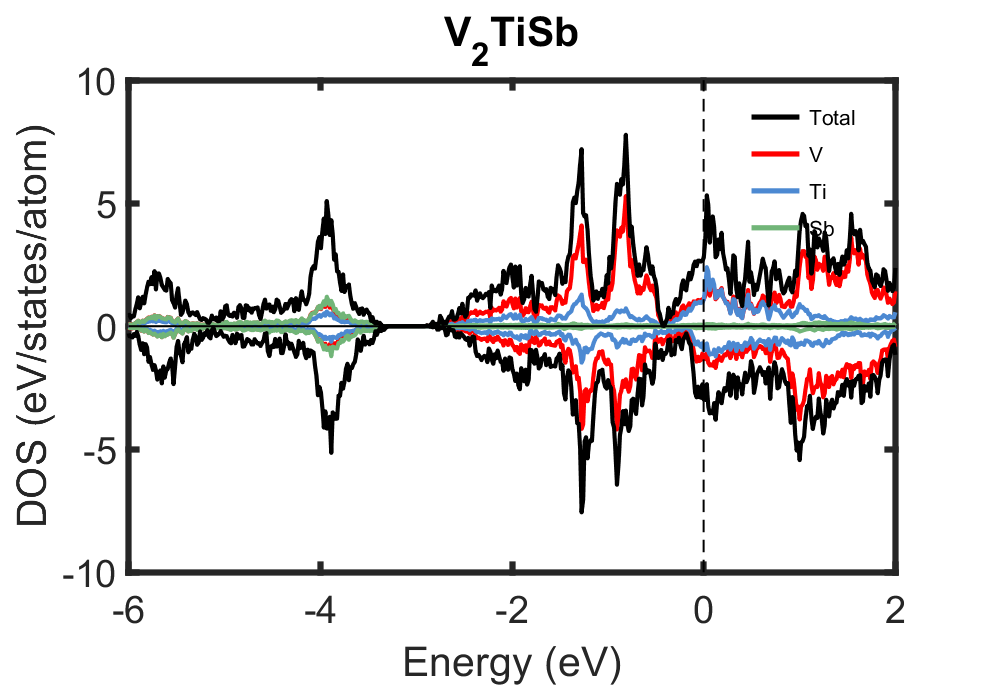 V2TiSb
10
5
0
-5
-10
DOS (eV/states/atom)
Total
V
Ti
Sb
-6 -4 -2 0 2
Energy (eV)